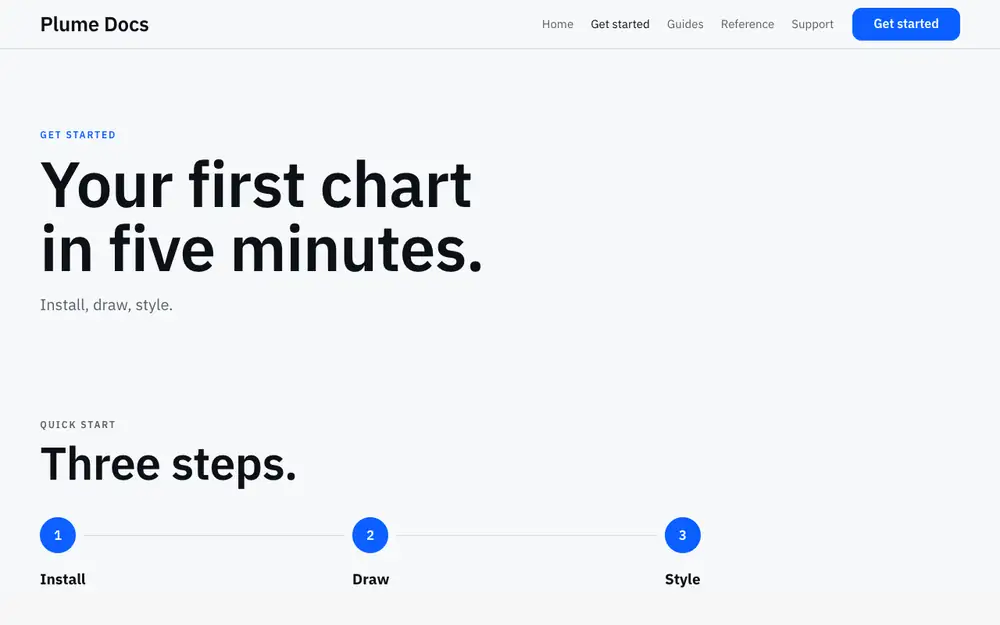 Plume Docs
Home Get started Guides Reference Support Get started
GET STARTED
Your first chart
in five minutes.
Install, draw, style.
QUICK START
Three steps.
1 2 3
Install Draw Style